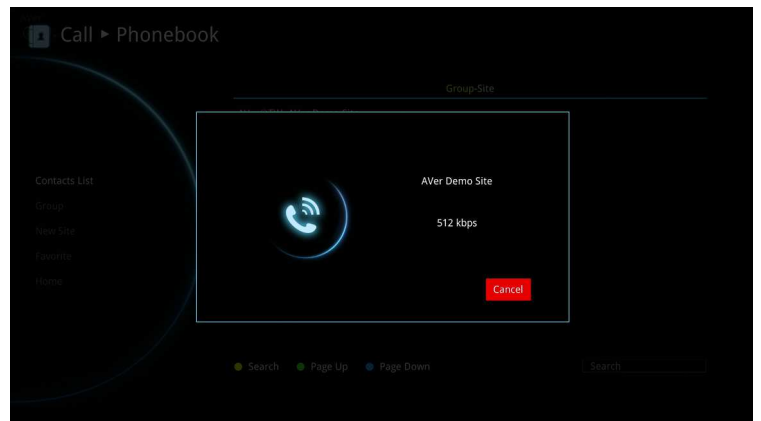 Call ▸ Phonebook
Group-Site
Contacts List
Group
New Site
Favorite
Home
AVer Demo Site
512 kbps
Cancel
Search
Page Up
Page Down
Search